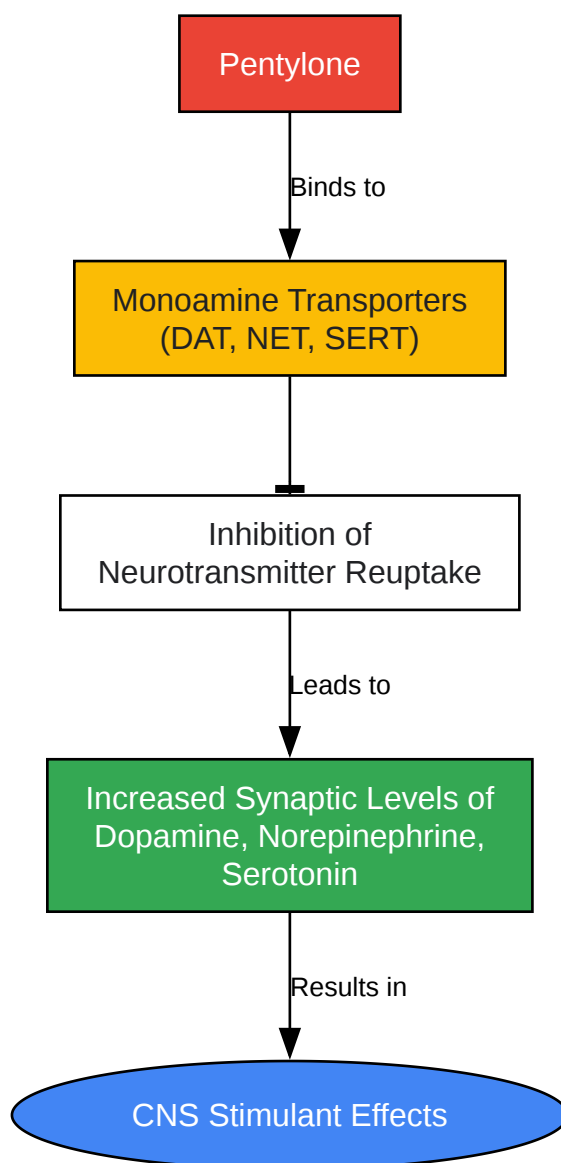 Pentylone
Binds to
Monoamine Transporters
(DAT, NET, SERT)
Inhibition of
Neurotransmitter Reuptake
Leads to
Increased Synaptic Levels of
Dopamine, Norepinephrine,
Serotonin
Results in
CNS Stimulant Effects